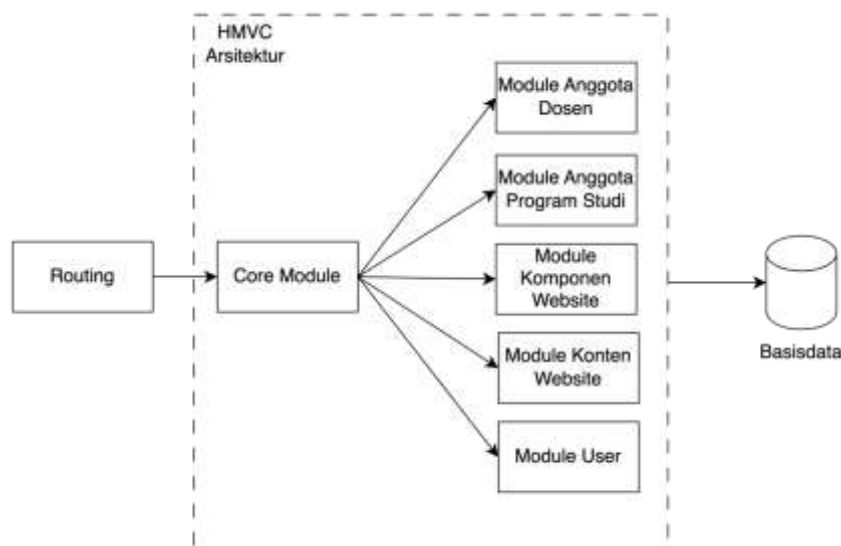 HMVC
Arsitektur
Module Anggota
Dosen
Module Anggota
Program Studi
Routing
Core Module
Module
Komponen
Website
Module Konten
Website
Module User
Basisdata